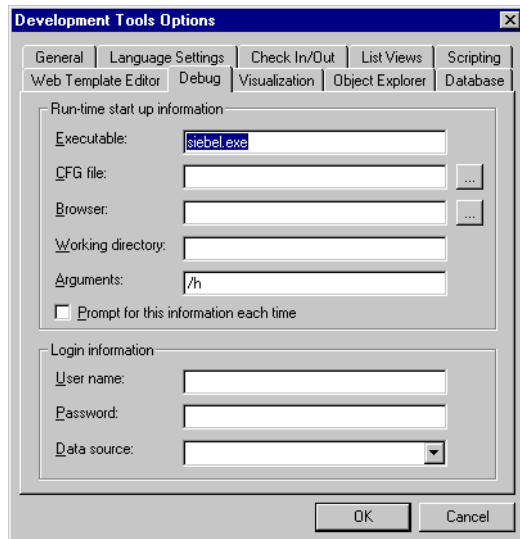 Development Tools Options
General Language Settings Check In/Out List Views Scripting
Web Template Editor Debug Visualization Object Explorer Database
Run-time start up information
Executable: siebel.exe
CFG file: ...
Browser: ...
Working directory:
Arguments: /h
Prompt for this information each time
Login information
User name:
Password:
Data source:
OK Cancel